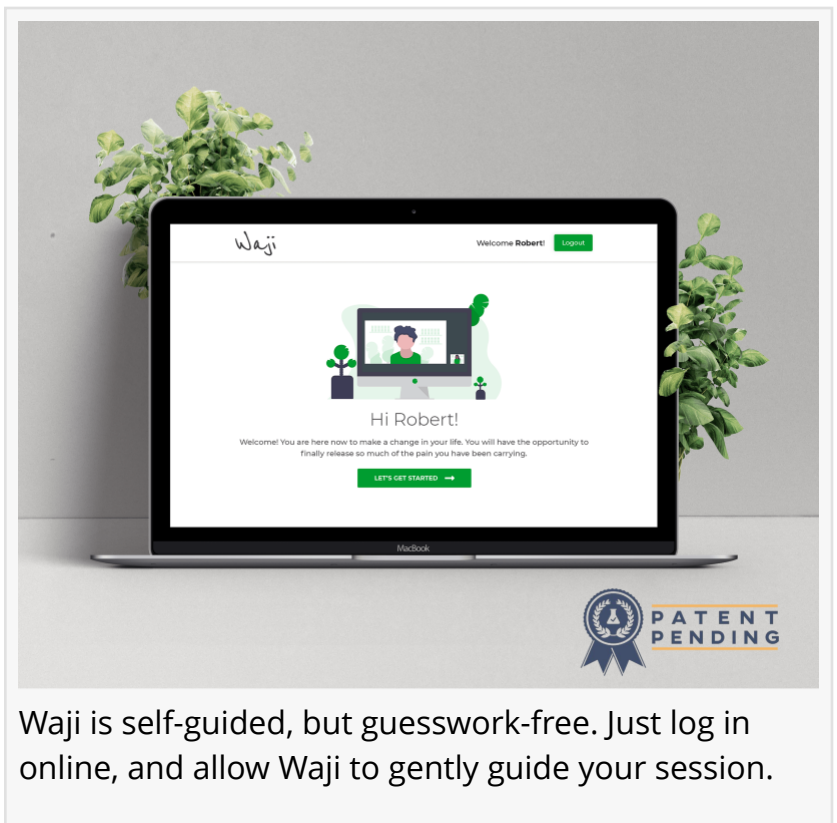 Waji
Welcome Robert!
Logout
Hi Robert!
Welcome! You are here now to make a change in your life. You will have the opportunity to
finally release so much of the pain you have been carrying.
LET'S GET STARTED →
MacBook
PATENT
PENDING
Waji is self-guided, but guesswork-free. Just log in
online, and allow Waji to gently guide your session.